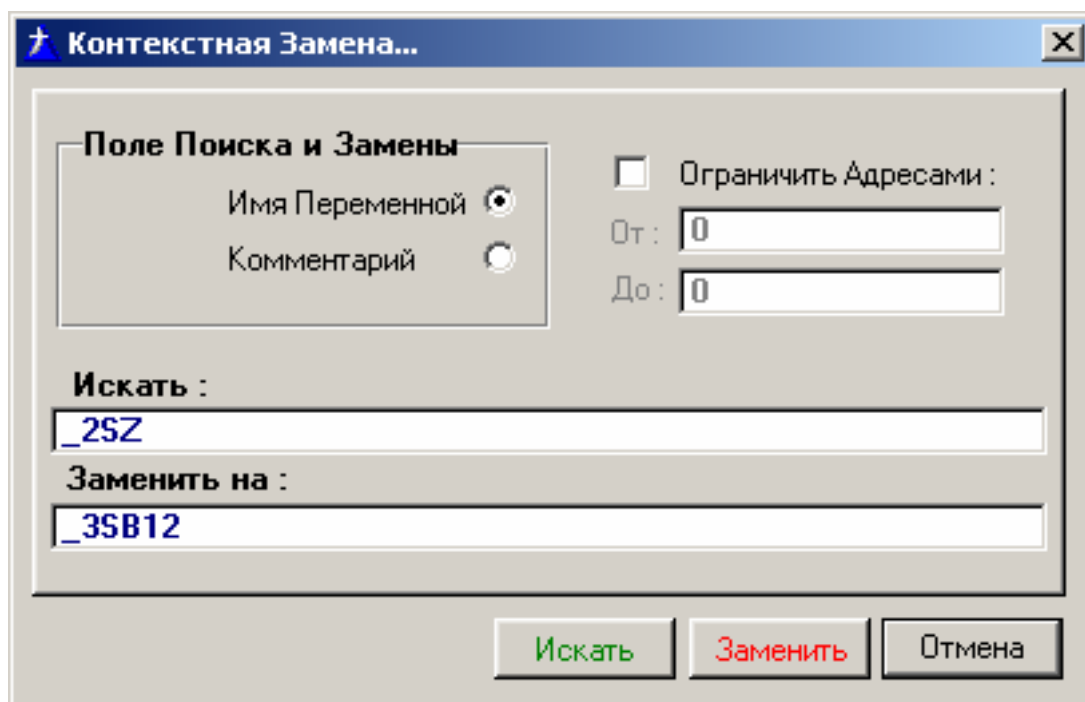 Контекстная Замена...
Поле Поиска и Замены
Имя Переменной
Комментарий
Ограничить Адресами :
От : 0
До : 0
Искать :
_2SZ
Заменить на :
_3SB12
Искать Заменить Отмена